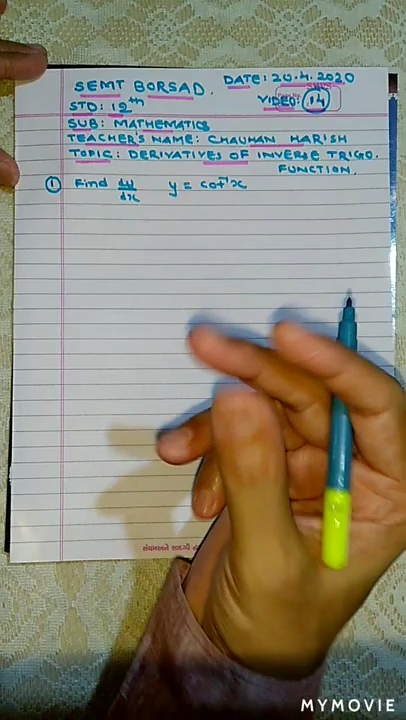 SEMT BORSAD.
DATE: 20.4.2020
STD: 12th
VIDEO: 14
SUB: MATHEMATICS
TEACHER'S NAME: CHAUHAN HARISH
TOPIC: DERIVATIVES OF INVERSE TRIGO.
FUNCTION.
① Find dy/dx y = cot⁻¹x
MYMOVIE